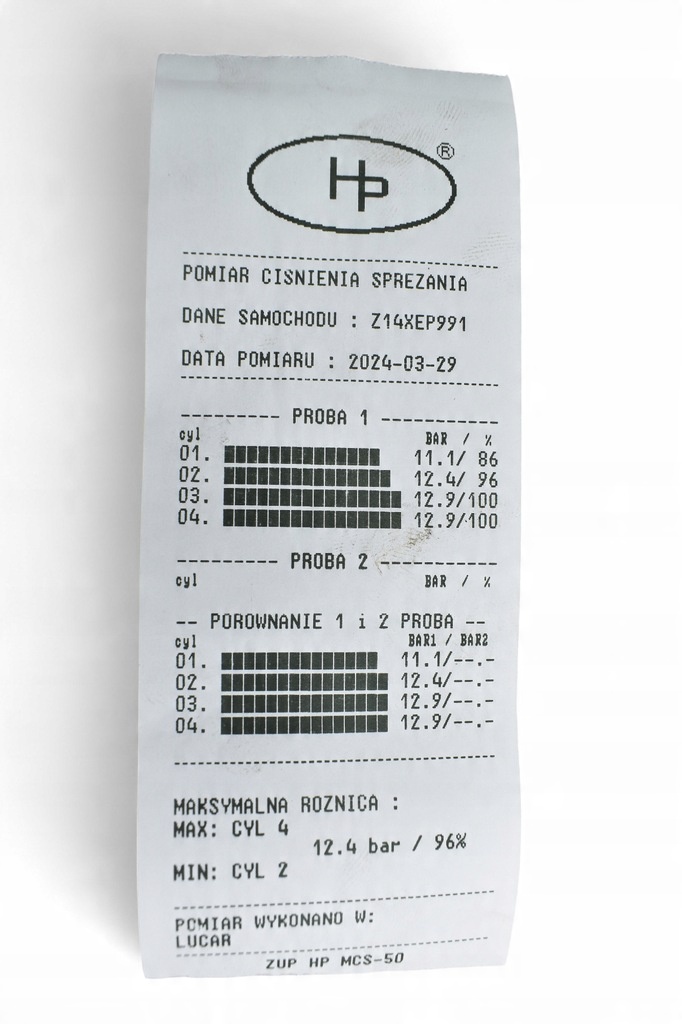 HP ®
POMIAR CISNIENIA SPREZANIA
DANE SAMOCHODU : Z14XEP991
DATA POMIARU : 2024-03-29
--------- PROBA 1 -----------
cyl BAR / %
01. 11.1/ 86
02. 12.4/ 96
03. 12.9/100
04. 12.9/100
--------- PROBA 2 -----------
cyl BAR / %
-- POROWNANIE 1 i 2 PROBA --
cyl BAR1 / BAR2
01. 11.1/--.-
02. 12.4/--.-
03. 12.9/--.-
04. 12.9/--.-
MAKSYMALNA ROZNICA :
MAX: CYL 4
12.4 bar / 96%
MIN: CYL 2
POMIAR WYKONANO W:
LUCAR
ZUP HP MCS-50